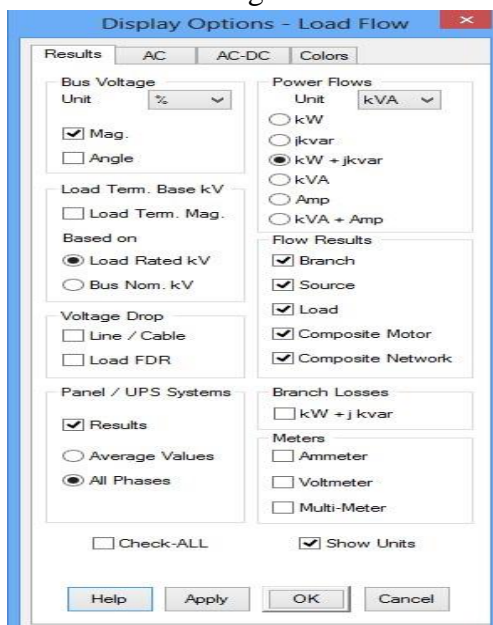 Display Options - Load Flow
Results AC AC-DC Colors
Bus Voltage
Unit % 
Mag.
Angle
Load Term. Base kV
Load Term. Mag.
Based on
Load Rated kV
Bus Nom. kV
Voltage Drop
Line / Cable
Load FDR
Panel / UPS Systems
Results
Average Values
All Phases
Power Flows
Unit kVA
kW
jkvar
kW + jkvar
kVA
Amp
kVA + Amp
Flow Results
Branch
Source
Load
Composite Motor
Composite Network
Branch Losses
kW + j kvar
Meters
Ammeter
Voltmeter
Multi-Meter
Check-ALL Show Units
Help Apply OK Cancel